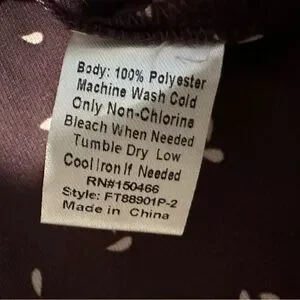 Body: 100% Polyester
Machine Wash Cold
Only Non-Chlorine
Bleach When Needed
Tumble Dry Low
Cool Iron If Needed
RN#150466
Style: FT88901P-2
Made in China